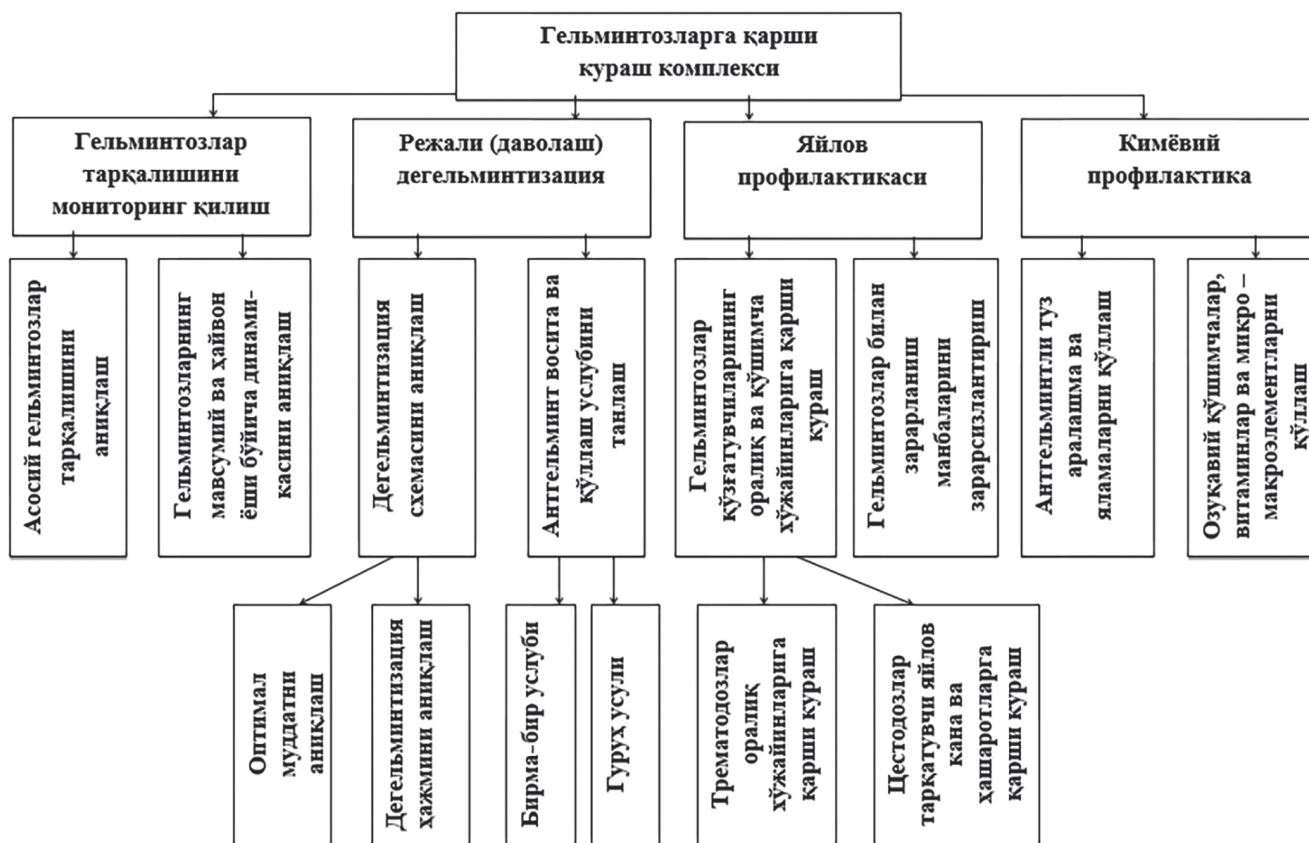 Гельминтозларга қарши
кураш комплекси
Гельминтозлар
тарқалишини
мониторинг қилиш
Режали (даволаш)
дегельминтизация
Яйлов
профилактикаси
Кимёвий
профилактика
Асосий гельминтозлар
тарқалишини
аниқлаш
Гельминтозларнинг
мавсумий ва ҳайвон
ёши бўйича динами-
касини аниқлаш
Дегельминтизация
схемасини аниқлаш
Антгельминт восита ва
қўллаш услубини
танлаш
Гельминтозлар
қўзғатувчиларининг
оралиқ ва қўшимча
хўжайинларига қарши
кураш
Гельминтозлар билан
зарарланиш
манбаларини
зарарсизлантириш
Антгельминтли туз
аралашма ва
яламаларни қўллаш
Озуқавий қўшимчалар,
витаминлар ва микро –
макроэлементларни
қўллаш
Оптимал
муддатни
аниқлаш
Дегельминтизация
ҳажмини аниқлаш
Бирма-бир услуби
Гуруҳ усули
Трематодозлар
оралиқ
хўжайинларига
қарши кураш
Цестодозлар
тарқатувчи яйлов
кана ва
ҳашаротларга
қарши кураш